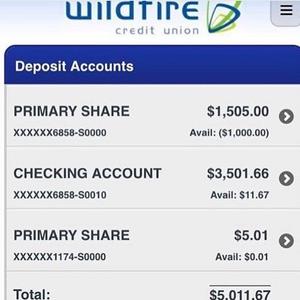 wildfire
credit union
Deposit Accounts
PRIMARY SHARE $1,505.00
XXXXXX6858-S0000 Avail: ($1,000.00)
CHECKING ACCOUNT $3,501.66
XXXXXX6858-S0010 Avail: $11.67
PRIMARY SHARE $5.01
XXXXXX1174-S0000 Avail: $0.01
Total: $5,011.67